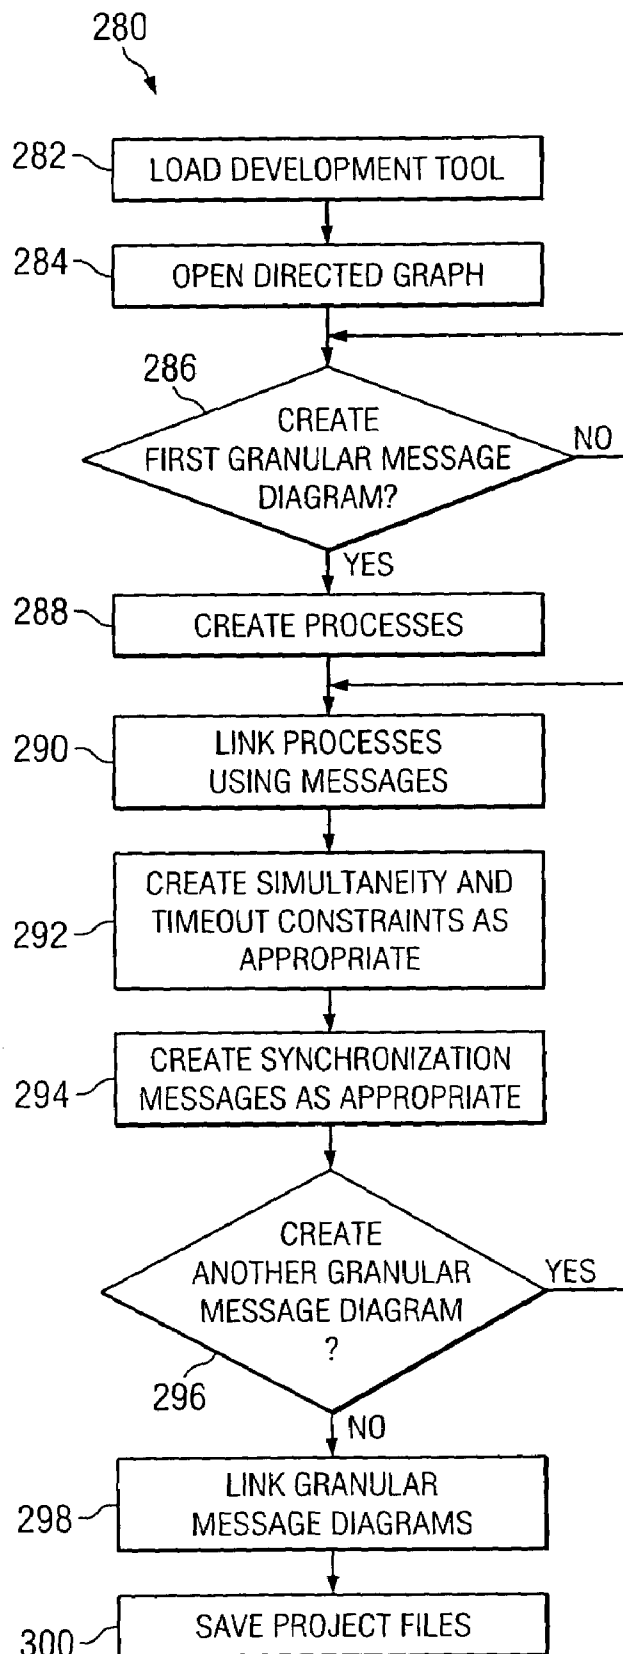 280
282
LOAD DEVELOPMENT TOOL
284
OPEN DIRECTED GRAPH
286
CREATE
FIRST GRANULAR MESSAGE
DIAGRAM?
NO
YES
288
CREATE PROCESSES
290
LINK PROCESSES
USING MESSAGES
292
CREATE SIMULTANEITY AND
TIMEOUT CONSTRAINTS AS
APPROPRIATE
294
CREATE SYNCHRONIZATION
MESSAGES AS APPROPRIATE
CREATE
ANOTHER GRANULAR
MESSAGE DIAGRAM
?
YES
296
NO
298
LINK GRANULAR
MESSAGE DIAGRAMS
300
SAVE PROJECT FILES